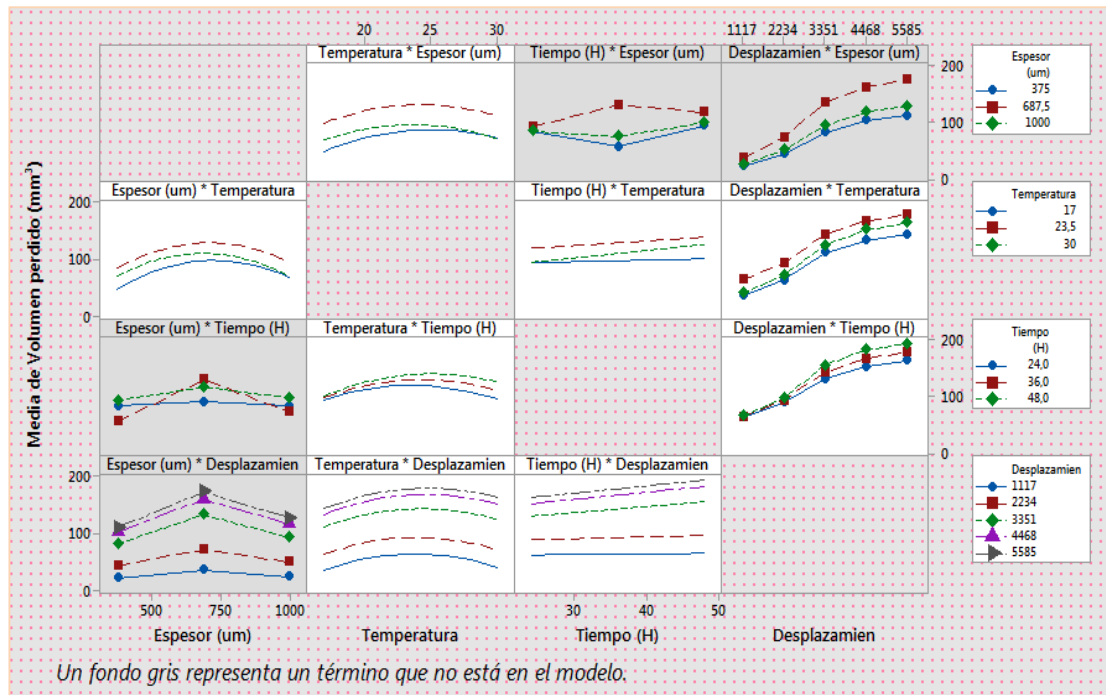 20 25 30
1117 2234 3351 4468 5585
Temperatura * Espesor (um)
Tiempo (H) * Espesor (um)
Desplazamien * Espesor (um)
200
100
0
Espesor
(um)
375
687,5
1000
Media de Volumen perdido (mm³)
Espesor (um) * Temperatura
Tiempo (H) * Temperatura
Desplazamien * Temperatura
200
100
0
Temperatura
17
23,5
30
Espesor (um) * Tiempo (H)
Temperatura * Tiempo (H)
Desplazamien * Tiempo (H)
200
100
0
Tiempo
(H)
24,0
36,0
48,0
Espesor (um) * Desplazamien
Temperatura * Desplazamien
Tiempo (H) * Desplazamien
200
100
0
Desplazamien
1117
2234
3351
4468
5585
500 750 1000
30 40 50
Espesor (um)
Temperatura
Tiempo (H)
Desplazamien
Un fondo gris representa un término que no está en el modelo.